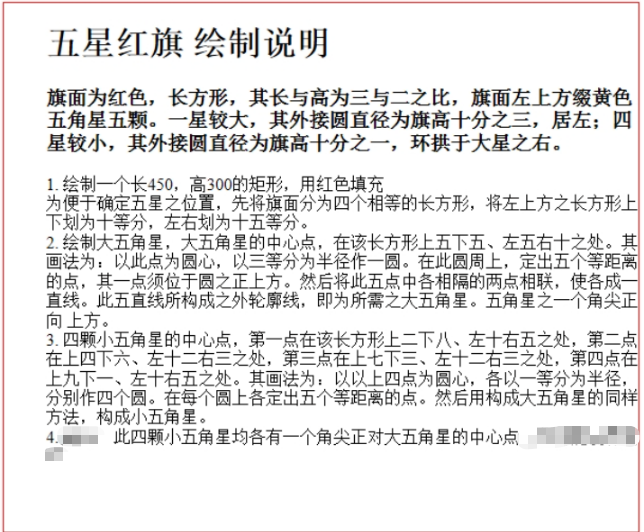 五星红旗 绘制说明
旗面为红色，长方形，其长与高为三与二之比，旗面左上方缀黄色
五角星五颗。一星较大，其外接圆直径为旗高十分之三，居左；四
星较小，其外接圆直径为旗高十分之一，环拱于大星之右。
1. 绘制一个长450，高300的矩形，用红色填充
为便于确定五星之位置，先将旗面分为四个相等的长方形，将左上方之长方形上
下划为十等分，左右划为十五等分。
2. 绘制大五角星，大五角星的中心点，在该长方形上五下五、左五右十之处。其
画法为：以此点为圆心，以三等分为半径作一圆。在此圆周上，定出五个等距离
的点，其一点须位于圆之正上方。然后将此五点中各相隔的两点相联，使各成一
直线。此五直线所构成之外轮廓线，即为所需之大五角星。五角星之一个角尖正
向 上方。
3. 四颗小五角星的中心点，第一点在该长方形上二下八、左十右五之处，第二点
在上四下六、左十二右三之处，第三点在上七下三、左十二右三之处，第四点在
上九下一、左十右五之处。其画法为：以以上四点为圆心，各以一等分为半径，
分别作四个圆。在每个圆上各定出五个等距离的点。然后用构成大五角星的同样
方法，构成小五角星。
4. 此四颗小五角星均各有一个角尖正对大五角星的中心点